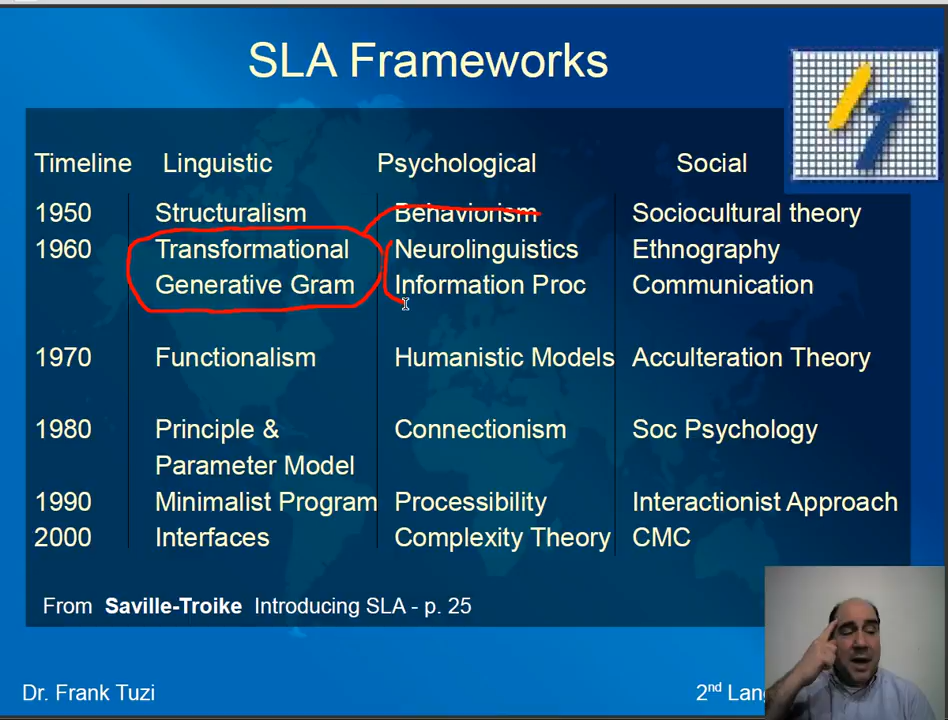 SLA Frameworks
Timeline Linguistic Psychological Social
1950 Structuralism Behaviorism Sociocultural theory
1960 Transformational Neurolinguistics Ethnography
Generative Gram Information Proc Communication
1970 Functionalism Humanistic Models Acculteration Theory
1980 Principle & Connectionism Soc Psychology
Parameter Model
1990 Minimalist Program Processibility Interactionist Approach
2000 Interfaces Complexity Theory CMC
From Saville-Troike Introducing SLA - p. 25
Dr. Frank Tuzi 2nd Lang